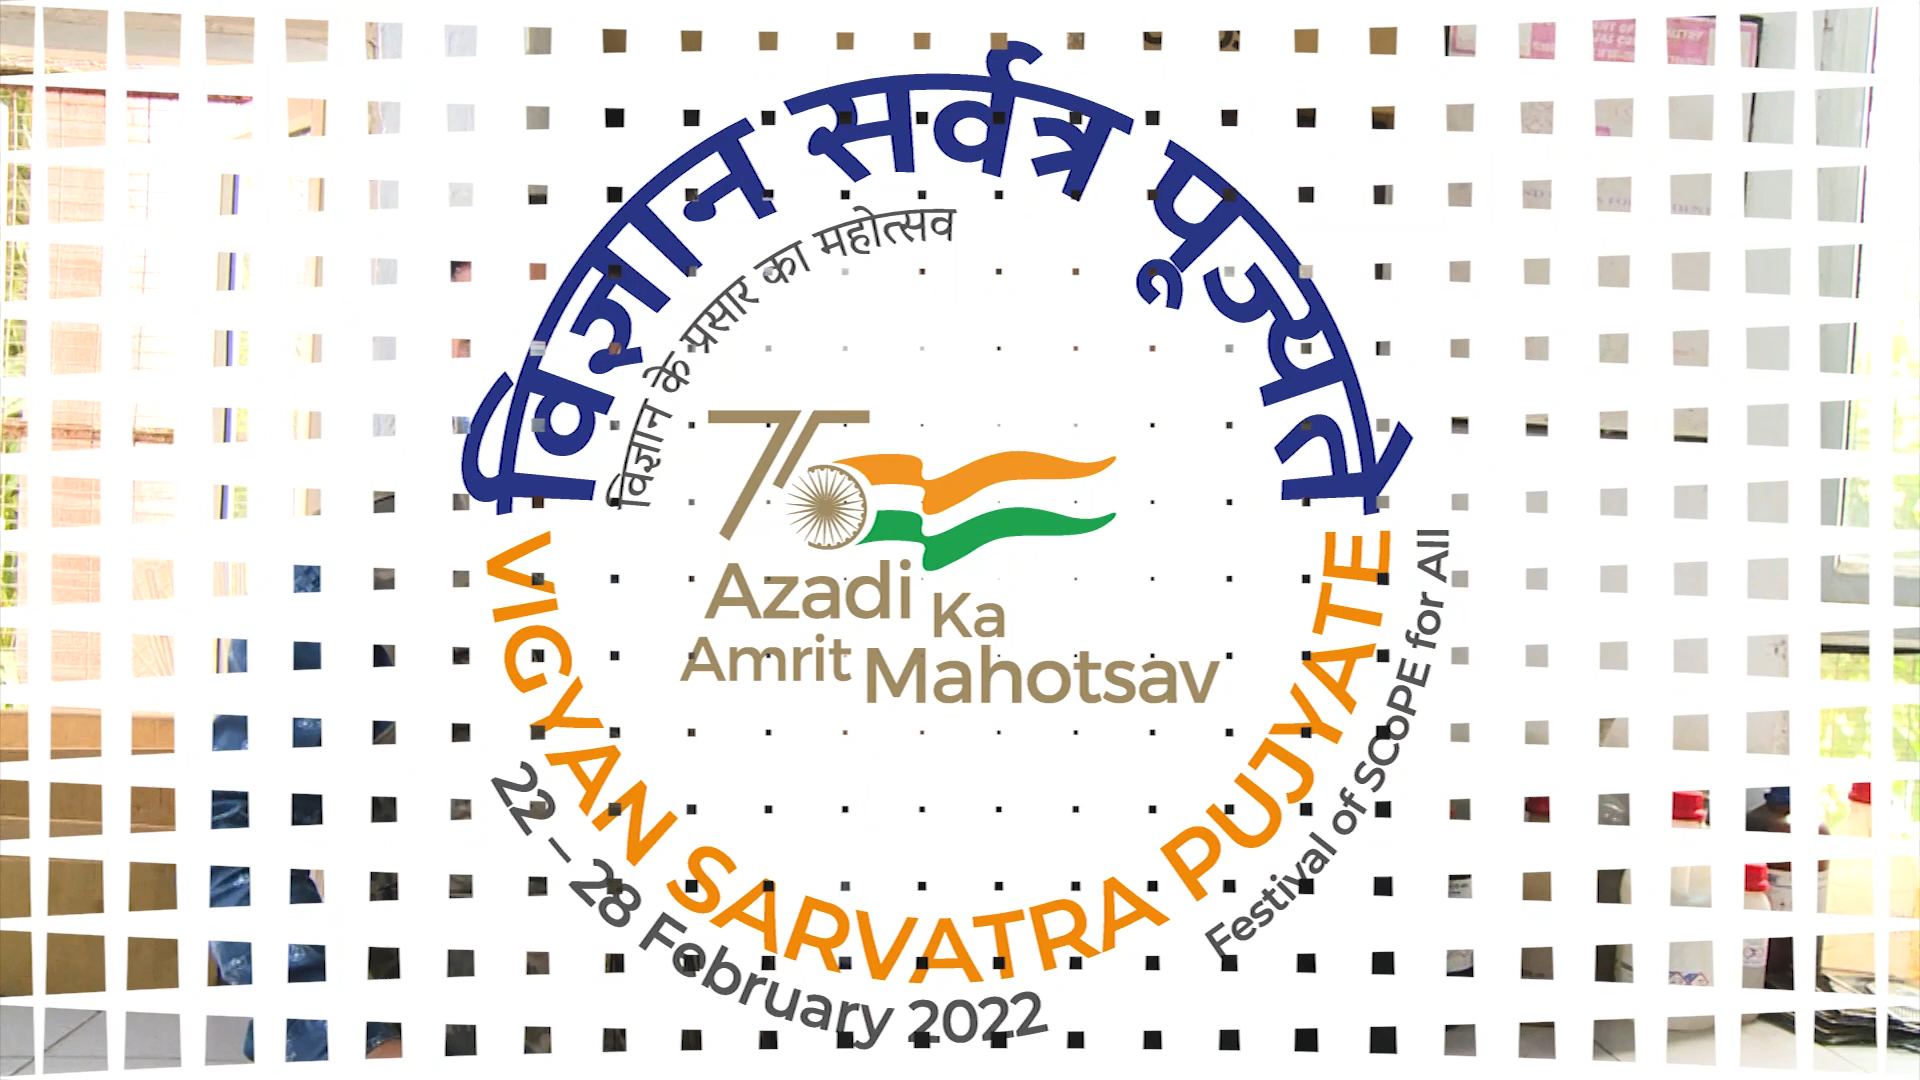 विज्ञान सर्वत्र पूज्यते
विज्ञान के प्रसार का महोत्सव
75
Azadi Ka
Amrit Mahotsav
VIGYAN SARVATRA PUJYATE
Festival of SCoPE for All
22 – 28 February 2022